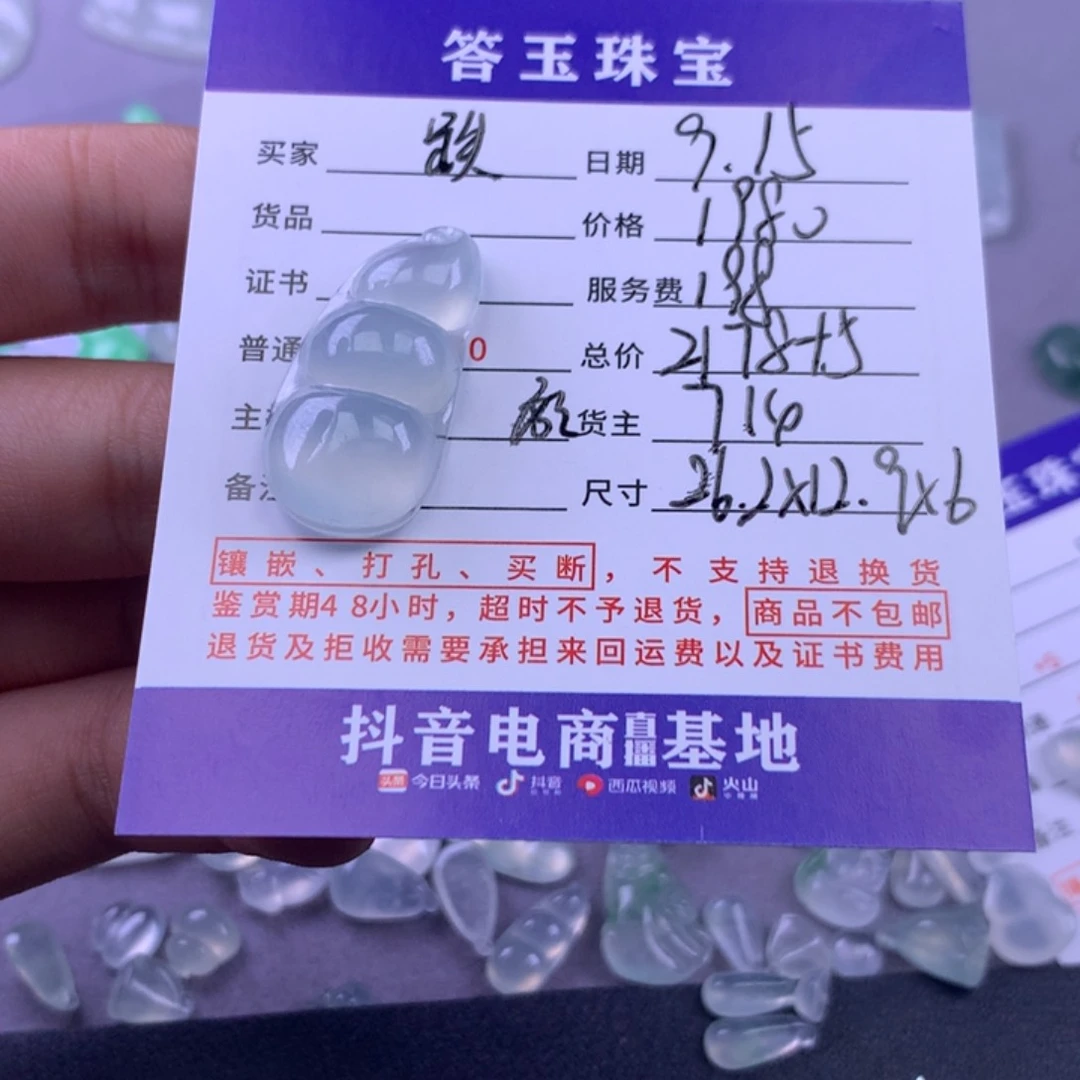 答玉珠宝
买家 跌 日期 9.15
货品 价格 1980
证书 服务费 198
普通 0 总价 2178+15
主 货主 716
备注 尺寸 26.2x12.9x6
镶嵌、打孔、买断，不支持退换货
鉴赏期48小时，超时不予退货，商品不包邮
退货及拒收需要承担来回运费以及证书费用
抖音电商直播基地
头条 今日头条 抖音 西瓜视频 火山